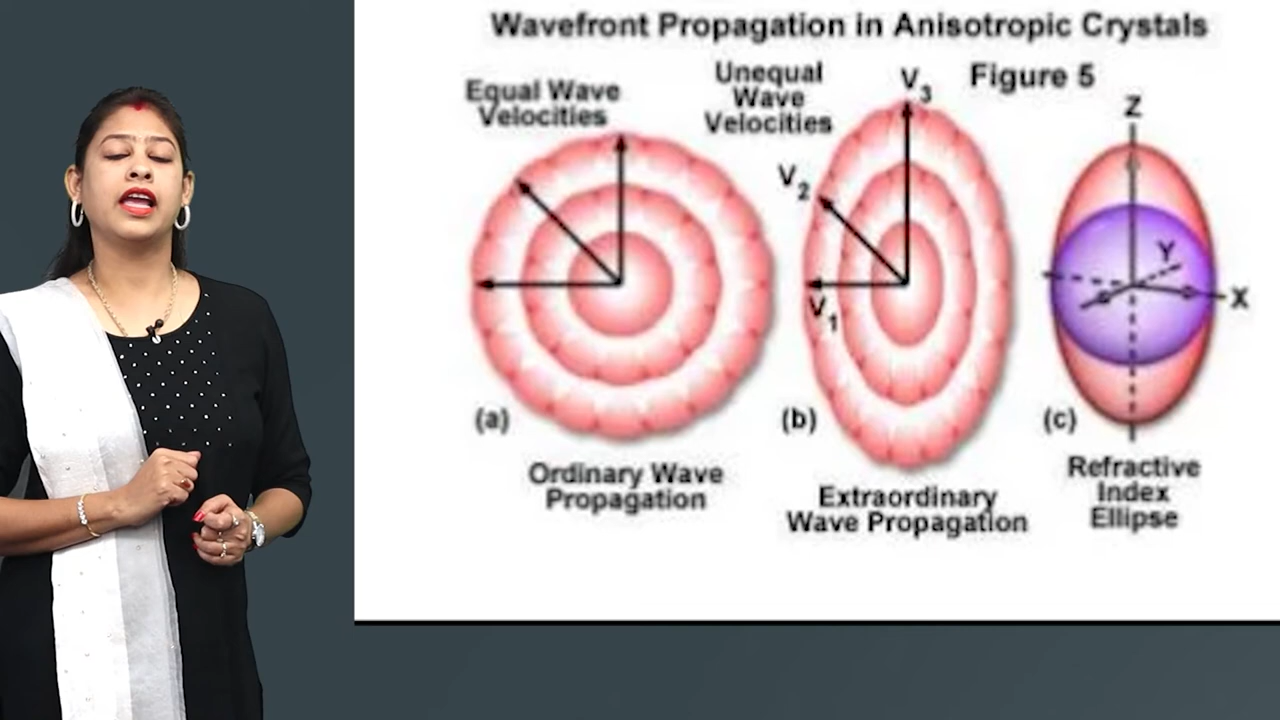 Wavefront Propagation in Anisotropic Crystals
Equal Wave
Velocities
Unequal
Wave
Velocities
V3
Figure 5
Z
V2
V1
Y
X
(a)
(b)
(c)
Ordinary Wave
Propagation
Extraordinary
Wave Propagation
Refractive
Index
Ellipse